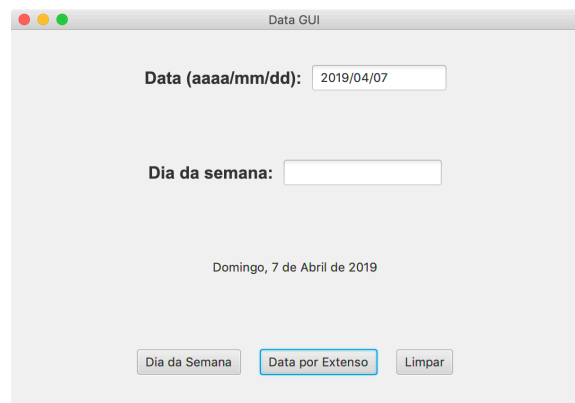 Data GUI
Data (aaaa/mm/dd): 2019/04/07
Dia da semana:
Domingo, 7 de Abril de 2019
Dia da Semana Data por Extenso Limpar